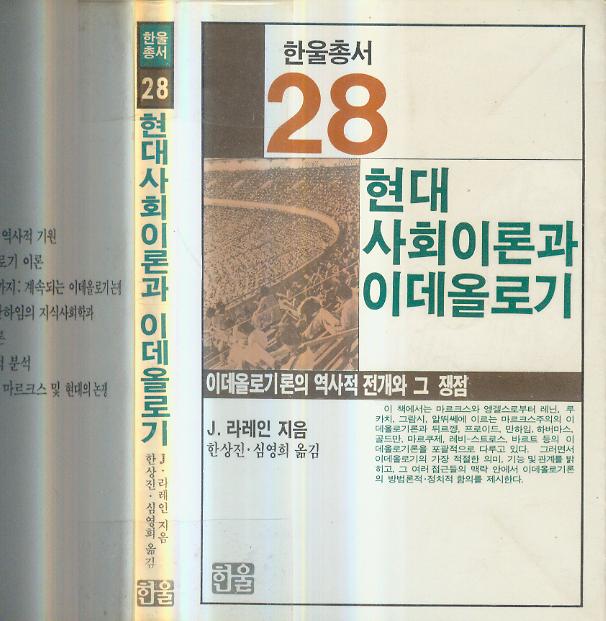 역사적 기원
로기 이론
까지: 계속되는 이데올로기논쟁
만하임의 지식사회학과
론
적 분석
마르크스 및 현대의 논쟁
한울
총서
28
현대사회이론과 이데올로기
J·라레인 지음
한상진·심영희 옮김
한울
한울총서
28
현대
사회이론과
이데올로기
이데올로기론의 역사적 전개와 그 쟁점
J. 라레인 지음
한상진·심영희 옮김
이 책에서는 마르크스와 엥겔스로부터 레닌, 루
카치, 그람시, 알뛰쎄에 이르는 마르크스주의의 이
데올로기론과 뒤르껭, 프로이드, 만하임, 하버마스,
골드만, 마르쿠제, 레비-스트로스, 바르트 등의 이
데올로기론을 포괄적으로 다루고 있다. 그러면서
이데올로기의 가장 적절한 의미, 기능 및 관계를 밝
히고, 그 여러 접근들의 맥락 안에서 이데올로기론
의 방법론적·정치적 함의를 제시한다.
한울